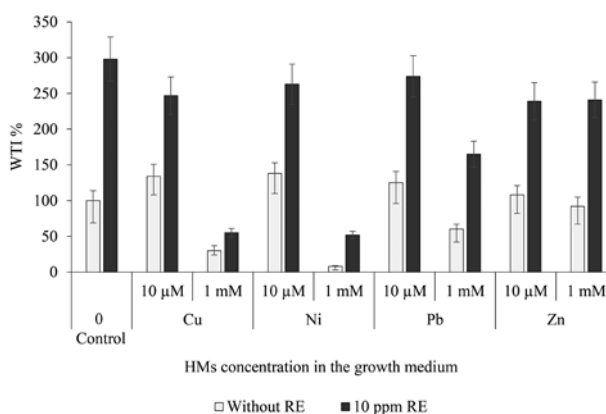 350
300
250
200
150
100
50
0
WTI %
10 µM 1 mM 10 µM 1 mM 10 µM 1 mM 10 µM 1 mM
0 Cu Ni Pb Zn
Control
HMs concentration in the growth medium
Without RE 10 ppm RE